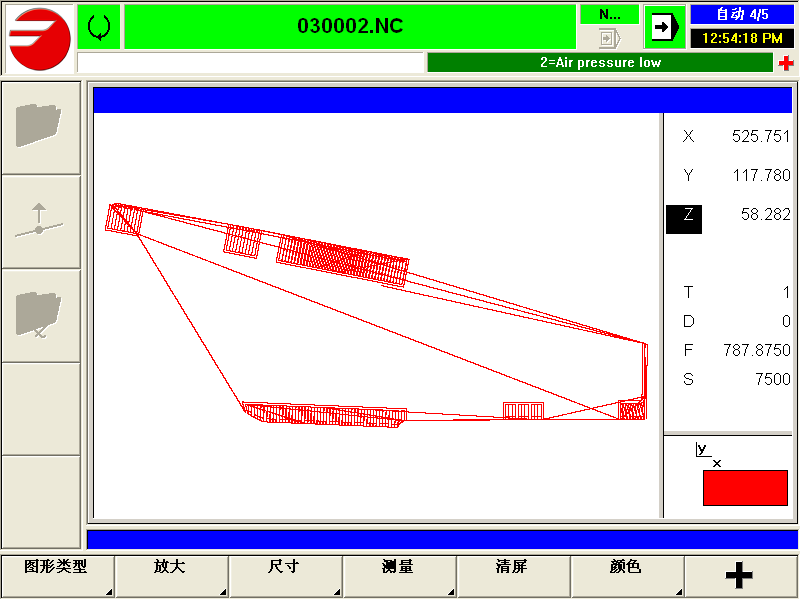 030002.NC
N...
自动 4/5
12:54:18 PM
2=Air pressure low
X 525.751
Y 117.780
Z 58.282
T 1
D 0
F 787.8750
S 7500
y
x
图形类型
放大
尺寸
测量
清屏
颜色